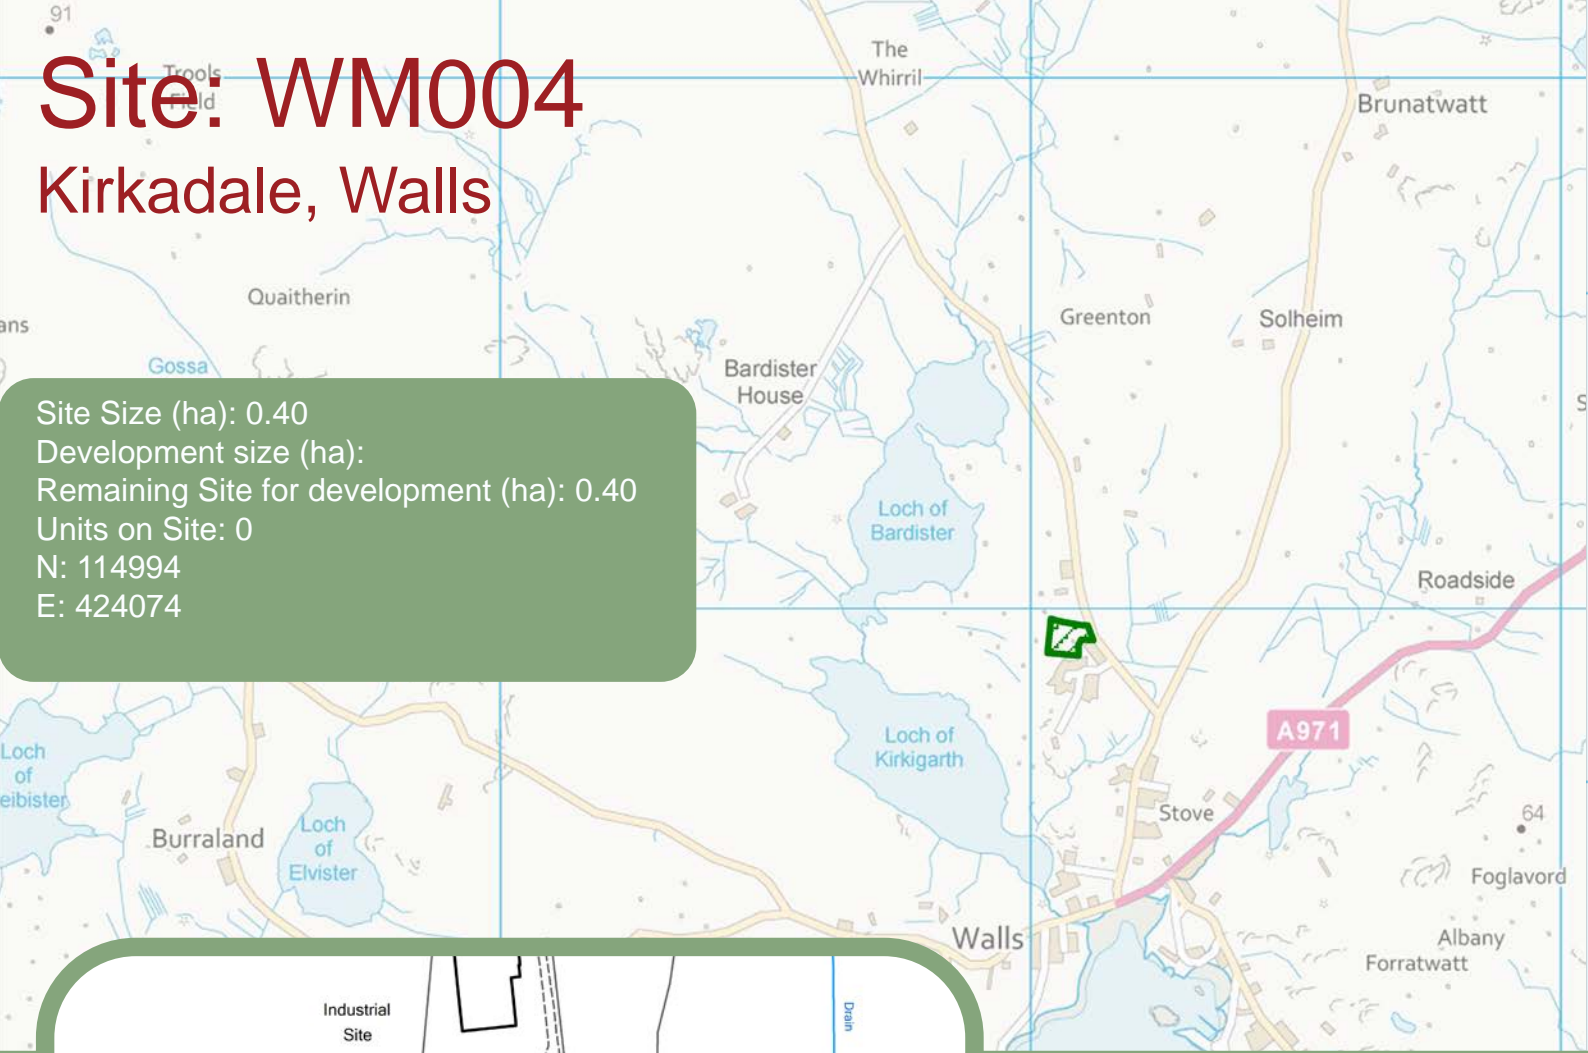 91
Trools
Field
Site: WM004
Kirkadale, Walls
The
Whirril
Brunatwatt
Quaitherin
ans
Gossa
Greenton
Solheim
Bardister
House
Site Size (ha): 0.40
Development size (ha):
Remaining Site for development (ha): 0.40
Units on Site: 0
N: 114994
E: 424074
Loch of
Bardister
Roadside
Loch of
Kirkigarth
A971
Loch
of
eibister
Burraland
Loch
of
Elvister
Stove
64
Foglavord
Walls
Albany
Forratwatt
Industrial
Site
Drain